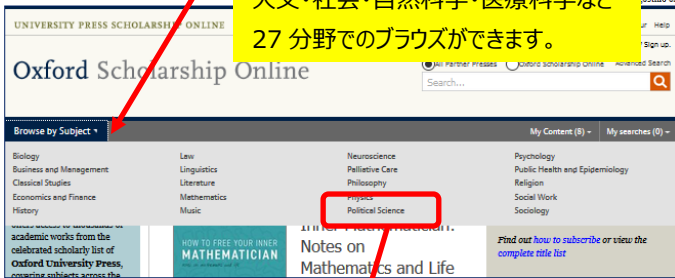 人文・社会・自然科学・医療科学など
27 分野でのブラウズができます。
UNIVERSITY PRESS SCHOLARSHIP ONLINE
Help
Sign up.
Oxford Scholarship Online
All Partner Presses Oxford Scholarship Online Advanced Search
Search...
Browse by Subject
My Content (8) My searches (0)
Biology Law Neuroscience Psychology
Business and Management Linguistics Palliative Care Public Health and Epidemiology
Classical Studies Literature Philosophy Religion
Economics and Finance Mathematics Physics Social Work
History Music Political Science Sociology
academic works from the
celebrated scholarly list of
Oxford University Press,
covering subjects across the
HOW TO FREE YOUR INNER
MATHEMATICIAN
Inner Mathematician:
Notes on
Mathematics and Life
Find out how to subscribe or view the
complete title list